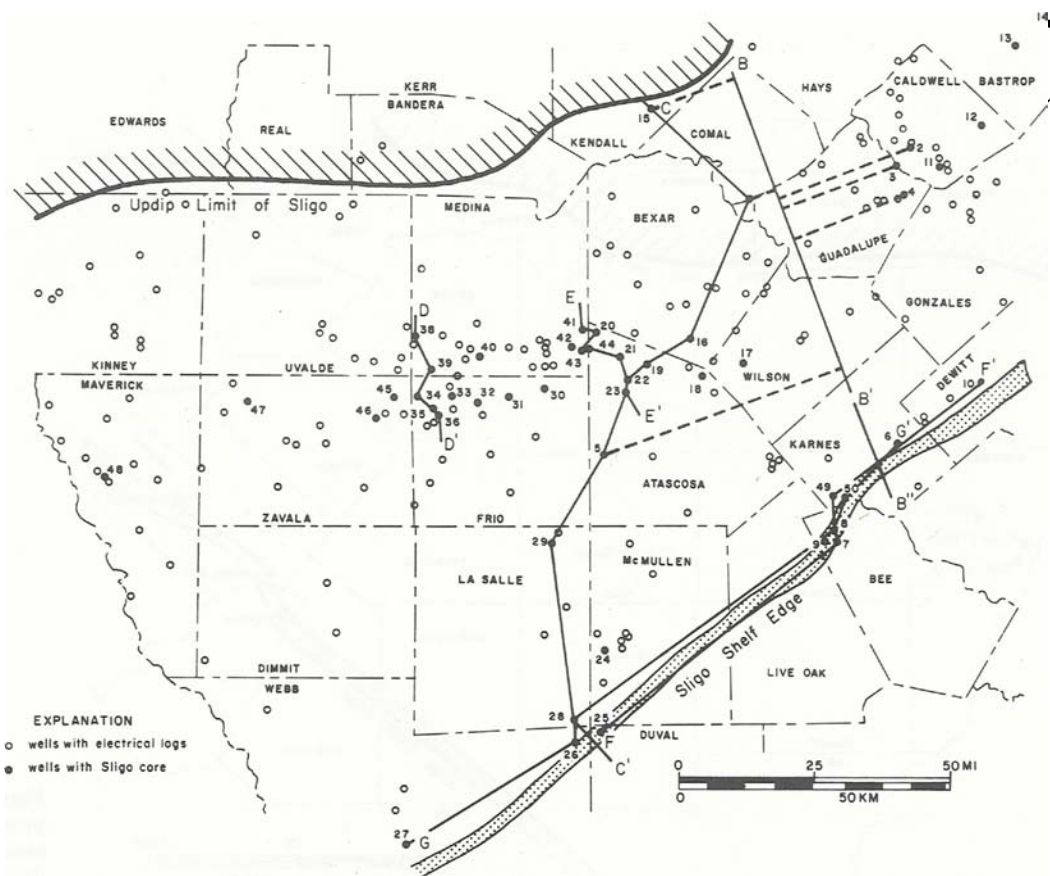 14
13
B
KERR
BANDERA
HAYS
CALDWELL
BASTROP
EDWARDS
REAL
15
C
KENDALL
COMAL
12
2
11
3
4
Updip Limit of Sligo
MEDINA
BEXAR
GUADALUPE
GONZALES
D
E
38
41
20
42
44
40
43
21
16
KINNEY
MAVERICK
UVALDE
39
19
17
WILSON
22
18
DEWITT
F'
10
47
45
34
33
32
31
30
23
E'
B'
46
35
36
D'
6
G'
KARNES
5
48
49
50
B"
ATASCOSA
ZAVALA
FRIO
8
29
9
7
McMULLEN
LA SALLE
BEE
24
Sligo Shelf Edge
LIVE OAK
DIMMIT
WEBB
28
25
F
DUVAL
26
C'
EXPLANATION
wells with electrical logs
wells with Sligo core
0 25 50 MI
0 50 KM
27
G